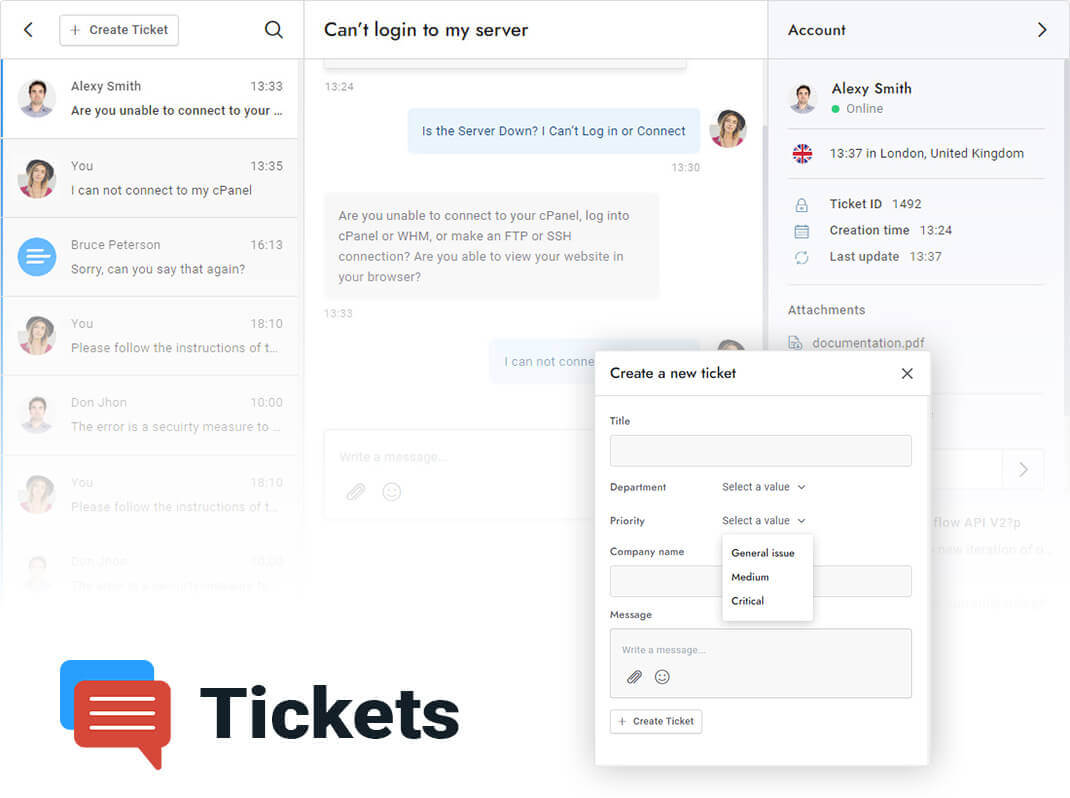 Create Ticket
Alexy Smith 13:33
Are you unable to connect to your ...
You 13:35
I can not connect to my cPanel
Bruce Peterson 16:13
Sorry, can you say that again?
You 18:10
Please follow the instructions of t...
Don Jhon 10:00
The error is a secuirty measure to ...
You 18:10
Please follow the instructions of t...
Don Jhon 10:00
The error is a securty measure to ...
Can’t login to my server
13:24
Is the Server Down? I Can’t Log in or Connect
13:30
Are you unable to connect to your cPanel, log into
cPanel or WHM, or make an FTP or SSH
connection? Are you able to view your website in
your browser?
13:33
I can not conne
Write a message...
Account
Alexy Smith
Online
13:37 in London, United Kingdom
Ticket ID 1492
Creation time 13:24
Last update 13:37
Attachments
documentation.pdf
flow API V2?p
new iteration of o...
Create a new ticket
Title
Department Select a value
Priority Select a value
General issue
Medium
Critical
Company name
Message
Write a message...
Create Ticket
Tickets